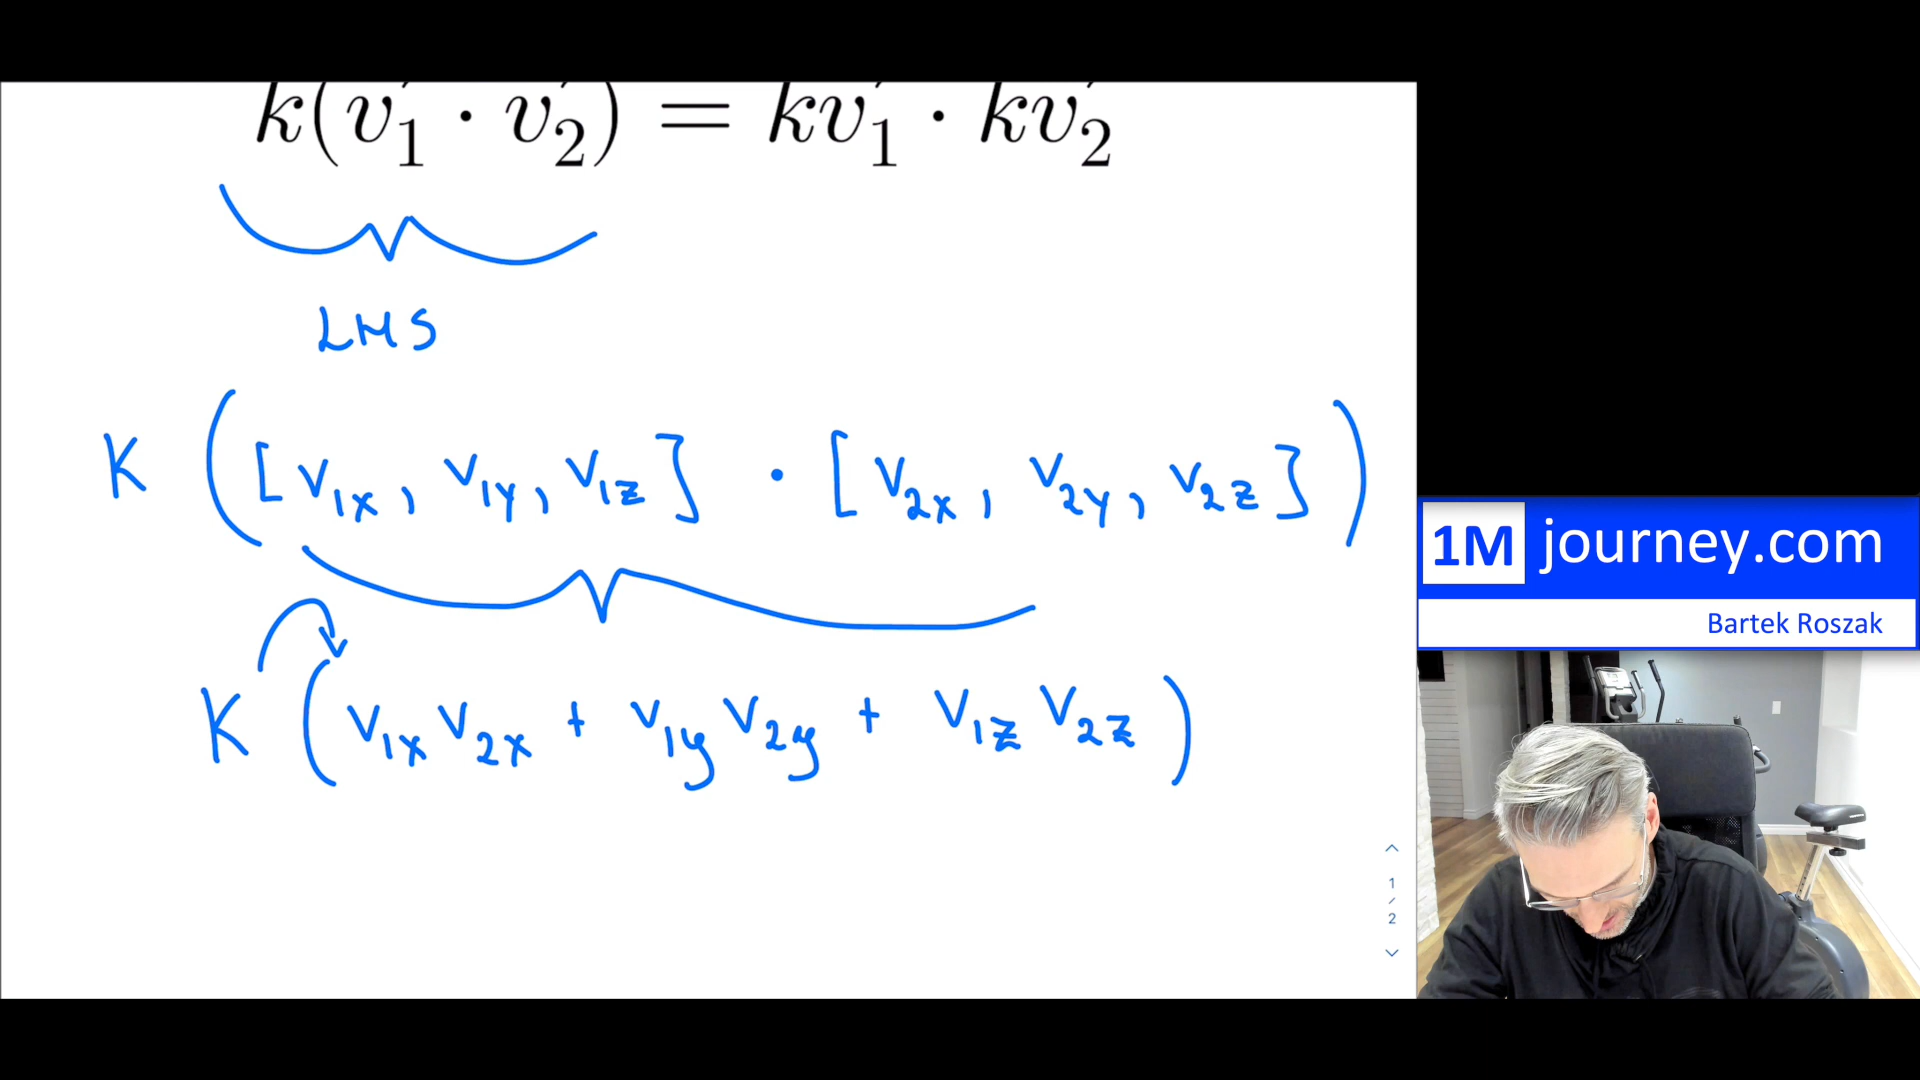 k(v₁ · v₂) = kv₁ · kv₂
LHS
K ([v₁ₓ, v₁y, v₁z] · [v₂ₓ, v₂y, v₂z])
K (v₁ₓ v₂ₓ + v₁y v₂y + v₁z v₂z)
1M journey.com
Bartek Roszak
1
/
2